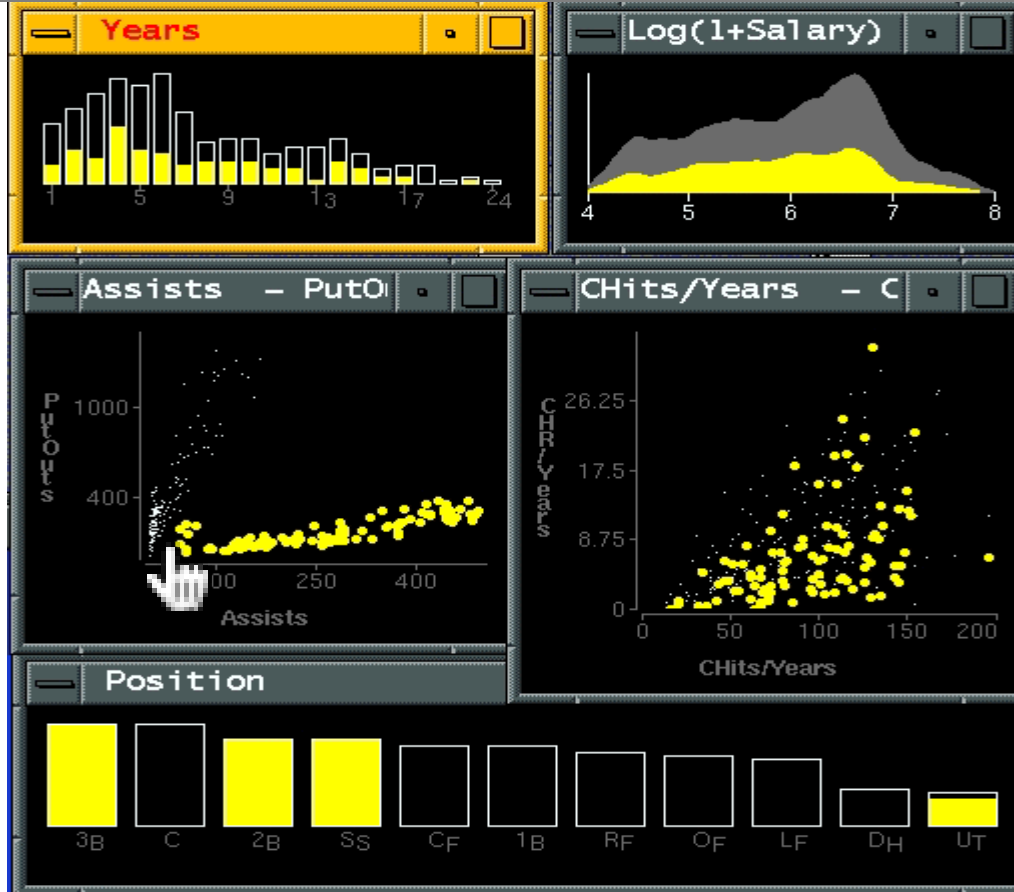 Years
1 5 9 13 17 24
Log(1+Salary)
4 5 6 7 8
Assists - PutO
PutOuts
1000
400
00 250 400
Assists
CHits/Years - C
CHR/Years
26.25
17.5
8.75
0
0 50 100 150 200
CHits/Years
Position
3B C 2B SS CF 1B RF OF LF DH UT